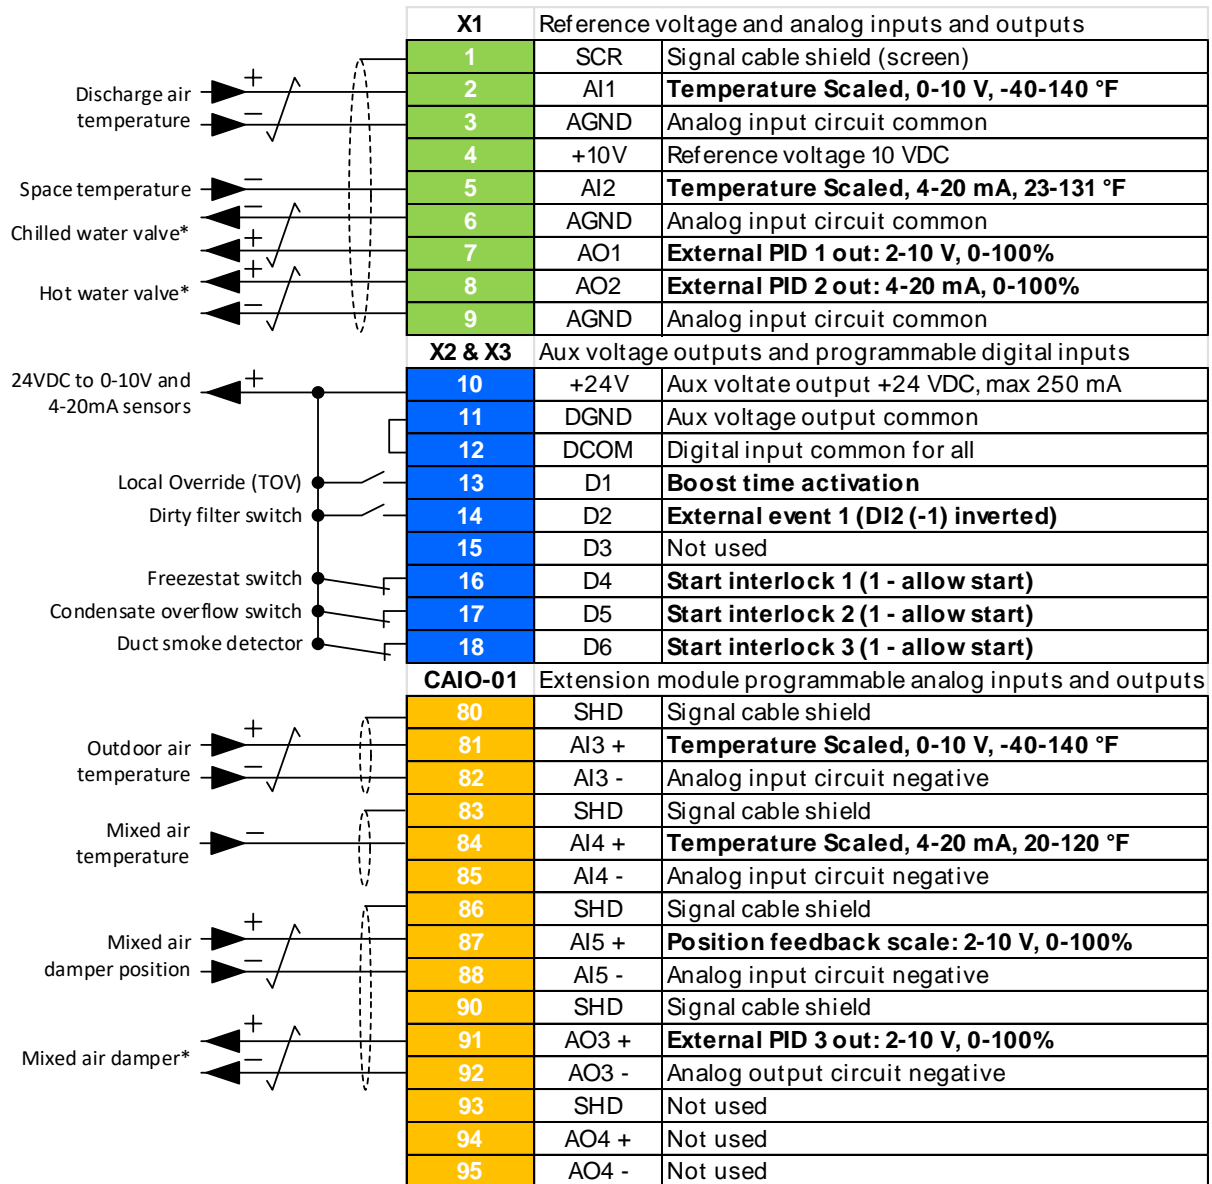 X1 Reference voltage and analog inputs and outputs
1 SCR Signal cable shield (screen)
Discharge air temperature
+
2 AI1 Temperature Scaled, 0-10 V, -40-140 °F
−
3 AGND Analog input circuit common
4 +10V Reference voltage 10 VDC
Space temperature − 5 AI2 Temperature Scaled, 4-20 mA, 23-131 °F
Chilled water valve*
−
6 AGND Analog input circuit common
+
7 AO1 External PID 1 out: 2-10 V, 0-100%
Hot water valve*
+
8 AO2 External PID 2 out: 4-20 mA, 0-100%
−
9 AGND Analog input circuit common
X2 & X3 Aux voltage outputs and programmable digital inputs
24VDC to 0-10V and
4-20mA sensors
+
10 +24V Aux voltate output +24 VDC, max 250 mA
11 DGND Aux voltage output common
12 DCOM Digital input common for all
Local Override (TOV) 13 D1 Boost time activation
Dirty filter switch 14 D2 External event 1 (DI2 (-1) inverted)
15 D3 Not used
Freezestat switch 16 D4 Start interlock 1 (1 - allow start)
Condensate overflow switch 17 D5 Start interlock 2 (1 - allow start)
Duct smoke detector 18 D6 Start interlock 3 (1 - allow start)
CAIO-01 Extension module programmable analog inputs and outputs
80 SHD Signal cable shield
Outdoor air
temperature
+
81 AI3 + Temperature Scaled, 0-10 V, -40-140 °F
−
82 AI3 - Analog input circuit negative
83 SHD Signal cable shield
Mixed air
temperature
−
84 AI4 + Temperature Scaled, 4-20 mA, 20-120 °F
85 AI4 - Analog input circuit negative
86 SHD Signal cable shield
Mixed air
damper position
+
87 AI5 + Position feedback scale: 2-10 V, 0-100%
−
88 AI5 - Analog input circuit negative
90 SHD Signal cable shield
Mixed air damper*
+
91 AO3 + External PID 3 out: 2-10 V, 0-100%
−
92 AO3 - Analog output circuit negative
93 SHD Not used
94 AO4 + Not used
95 AO4 - Not used